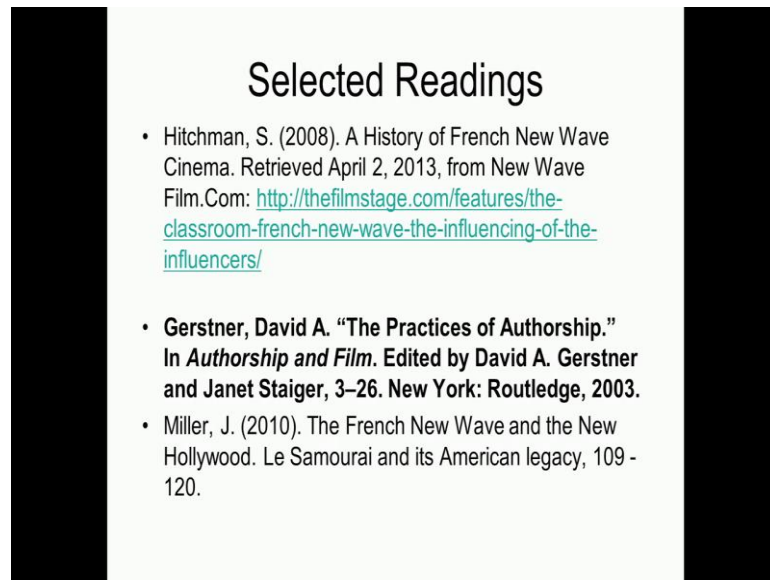 Selected Readings
• Hitchman, S. (2008). A History of French New Wave
Cinema. Retrieved April 2, 2013, from New Wave
Film.Com: http://thefilmstage.com/features/the-
classroom-french-new-wave-the-influencing-of-the-
influencers/
• Gerstner, David A. “The Practices of Authorship.”
In Authorship and Film. Edited by David A. Gerstner
and Janet Staiger, 3–26. New York: Routledge, 2003.
• Miller, J. (2010). The French New Wave and the New
Hollywood. Le Samourai and its American legacy, 109 -
120.